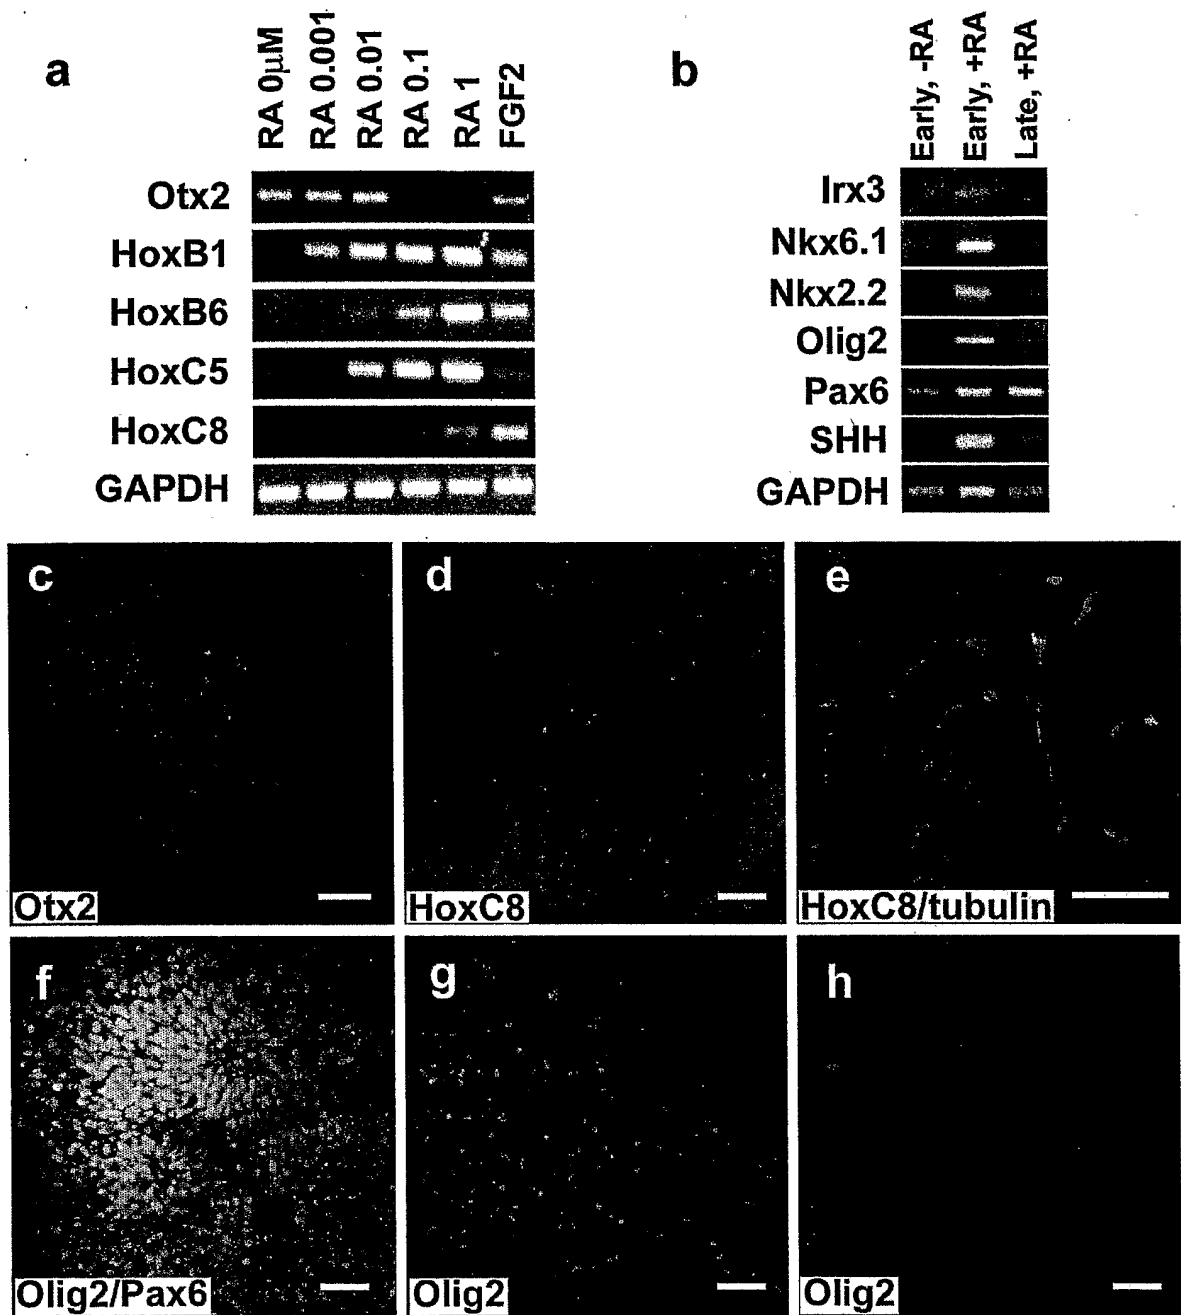 a
RA 0μM
RA 0.001
RA 0.01
RA 0.1
RA 1
FGF2
Otx2
HoxB1
HoxB6
HoxC5
HoxC8
GAPDH
b
Early, -RA
Early, +RA
Late, +RA
Irx3
Nkx6.1
Nkx2.2
Olig2
Pax6
SHH
GAPDH
c
Otx2
d
HoxC8
e
HoxC8/tubulin
f
Olig2/Pax6
g
Olig2
h
Olig2